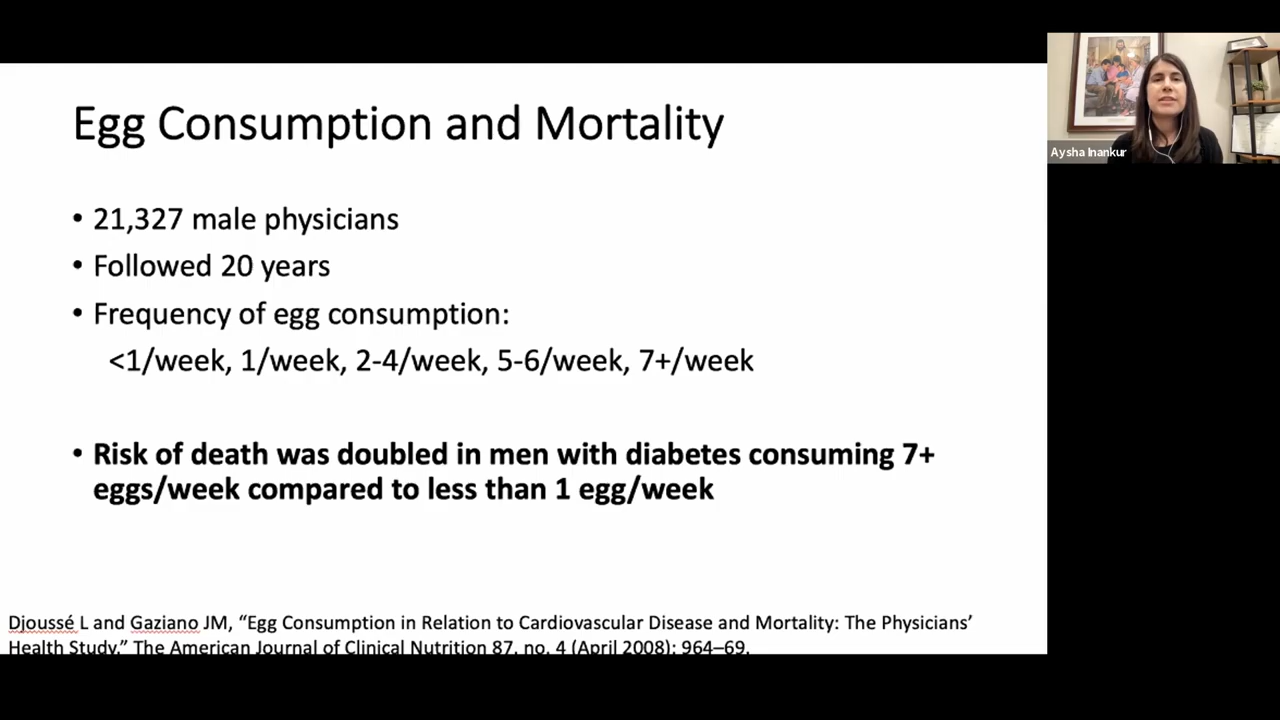 Egg Consumption and Mortality
• 21,327 male physicians
• Followed 20 years
• Frequency of egg consumption:
<1/week, 1/week, 2-4/week, 5-6/week, 7+/week
• Risk of death was doubled in men with diabetes consuming 7+
eggs/week compared to less than 1 egg/week
Djoussé L and Gaziano JM, “Egg Consumption in Relation to Cardiovascular Disease and Mortality: The Physicians’
Health Study,” The American Journal of Clinical Nutrition 87, no. 4 (April 2008): 964–69.
Aysha Inankur